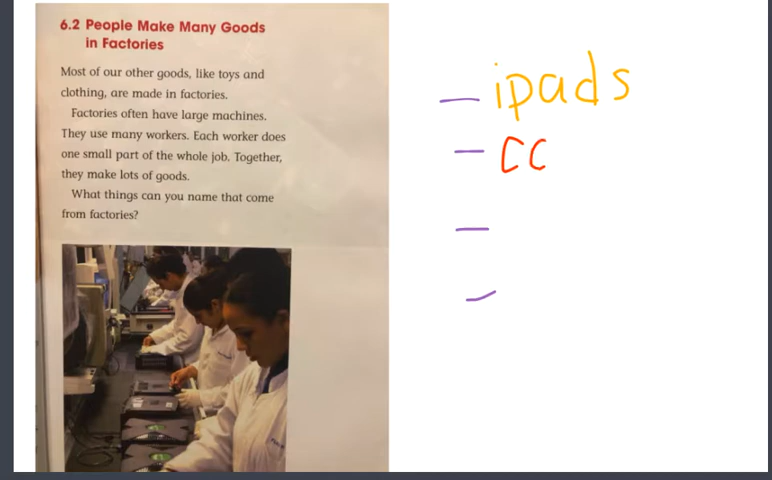 6.2 People Make Many Goods
in Factories
Most of our other goods, like toys and
clothing, are made in factories.
Factories often have large machines.
They use many workers. Each worker does
one small part of the whole job. Together,
they make lots of goods.
What things can you name that come
from factories?
- ipads
- CC
-
-